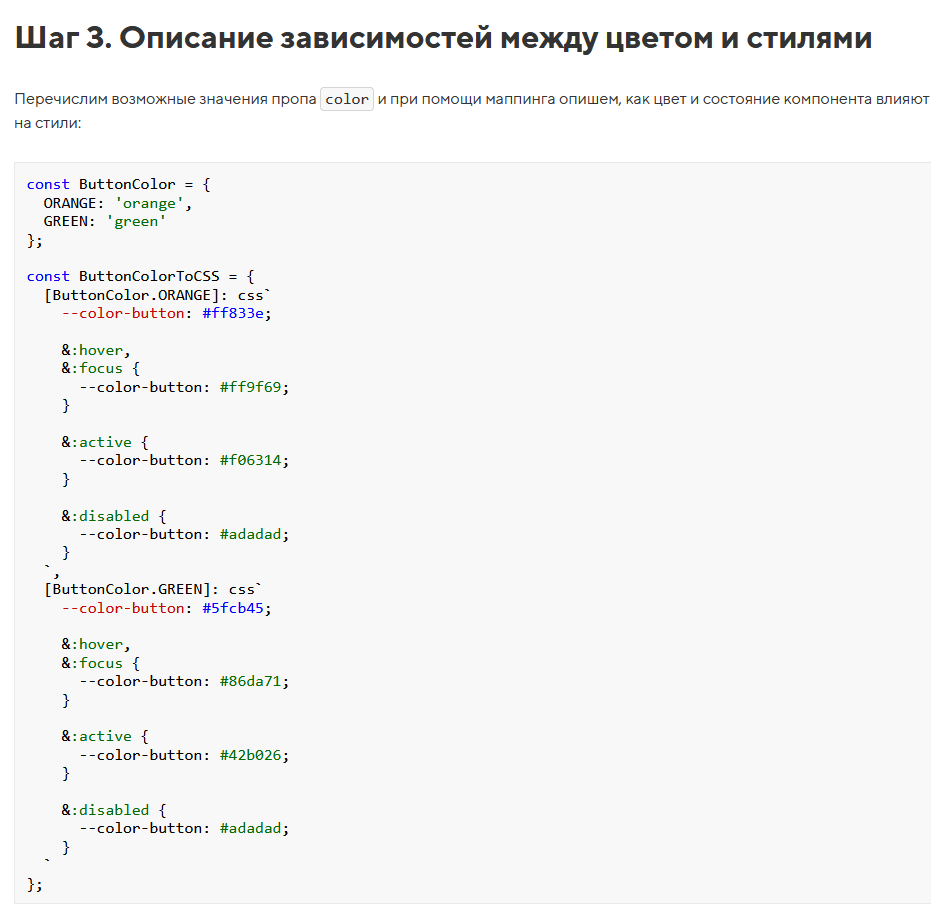 Шаг 3. Описание зависимостей между цветом и стилями
Перечислим возможные значения пропа color и при помощи маппинга опишем, как цвет и состояние компонента влияют
на стили:
const ButtonColor = {
  ORANGE: 'orange',
  GREEN: 'green'
};
const ButtonColorToCSS = {
  [ButtonColor.ORANGE]: css`
    --color-button: #ff833e;
    &:hover,
    &:focus {
      --color-button: #ff9f69;
    }
    &:active {
      --color-button: #f06314;
    }
    &:disabled {
      --color-button: #adadad;
    }
  `,
  [ButtonColor.GREEN]: css`
    --color-button: #5fcb45;
    &:hover,
    &:focus {
      --color-button: #86da71;
    }
    &:active {
      --color-button: #42b026;
    }
    &:disabled {
      --color-button: #adadad;
    }
  `
};